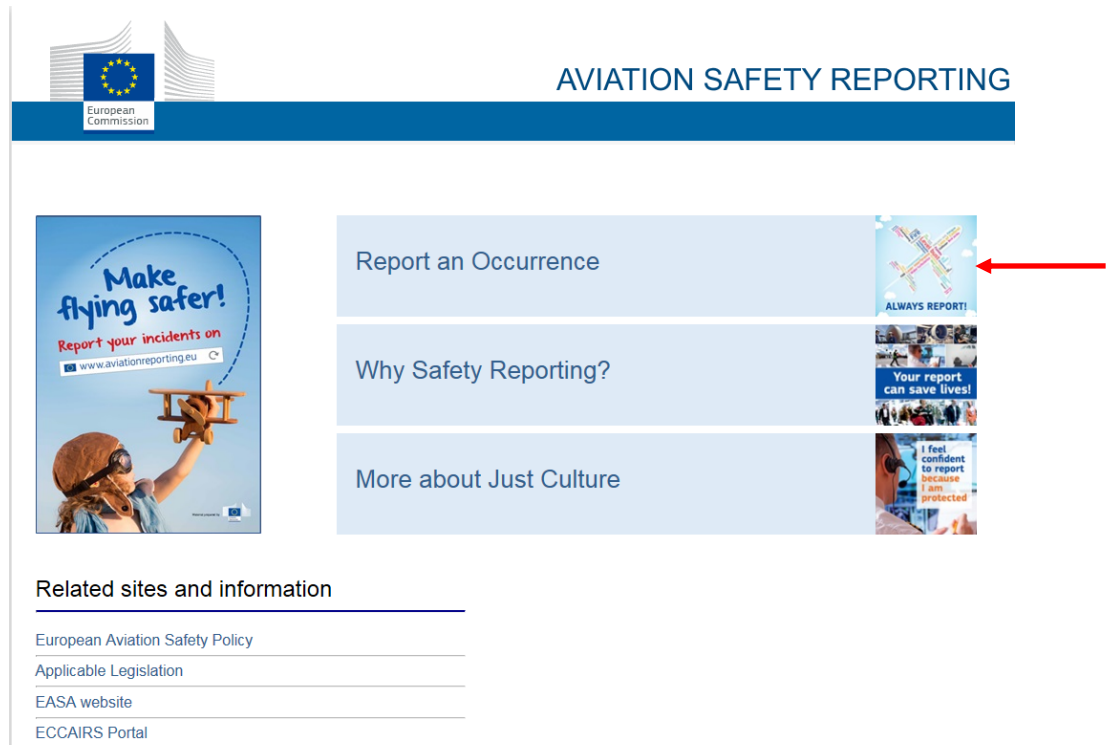 European
Commission
AVIATION SAFETY REPORTING
Make
flying safer!
Report your incidents on
www.aviationreporting.eu
Report an Occurrence
ALWAYS REPORT!
Why Safety Reporting?
Your report
can save lives!
More about Just Culture
I feel
confident
to report
because
I am
protected
Related sites and information
European Aviation Safety Policy
Applicable Legislation
EASA website
ECCAIRS Portal